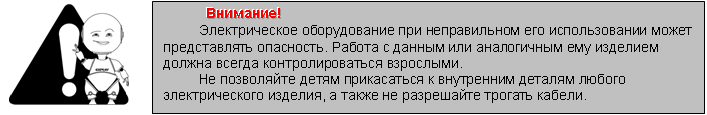 Внимание!
Электрическое оборудование при неправильном его использовании может
представлять опасность. Работа с данным или аналогичным ему изделием
должна всегда контролироваться взрослыми.
Не позволяйте детям прикасаться к внутренним деталям любого
электрического изделия, а также не разрешайте трогать кабели.